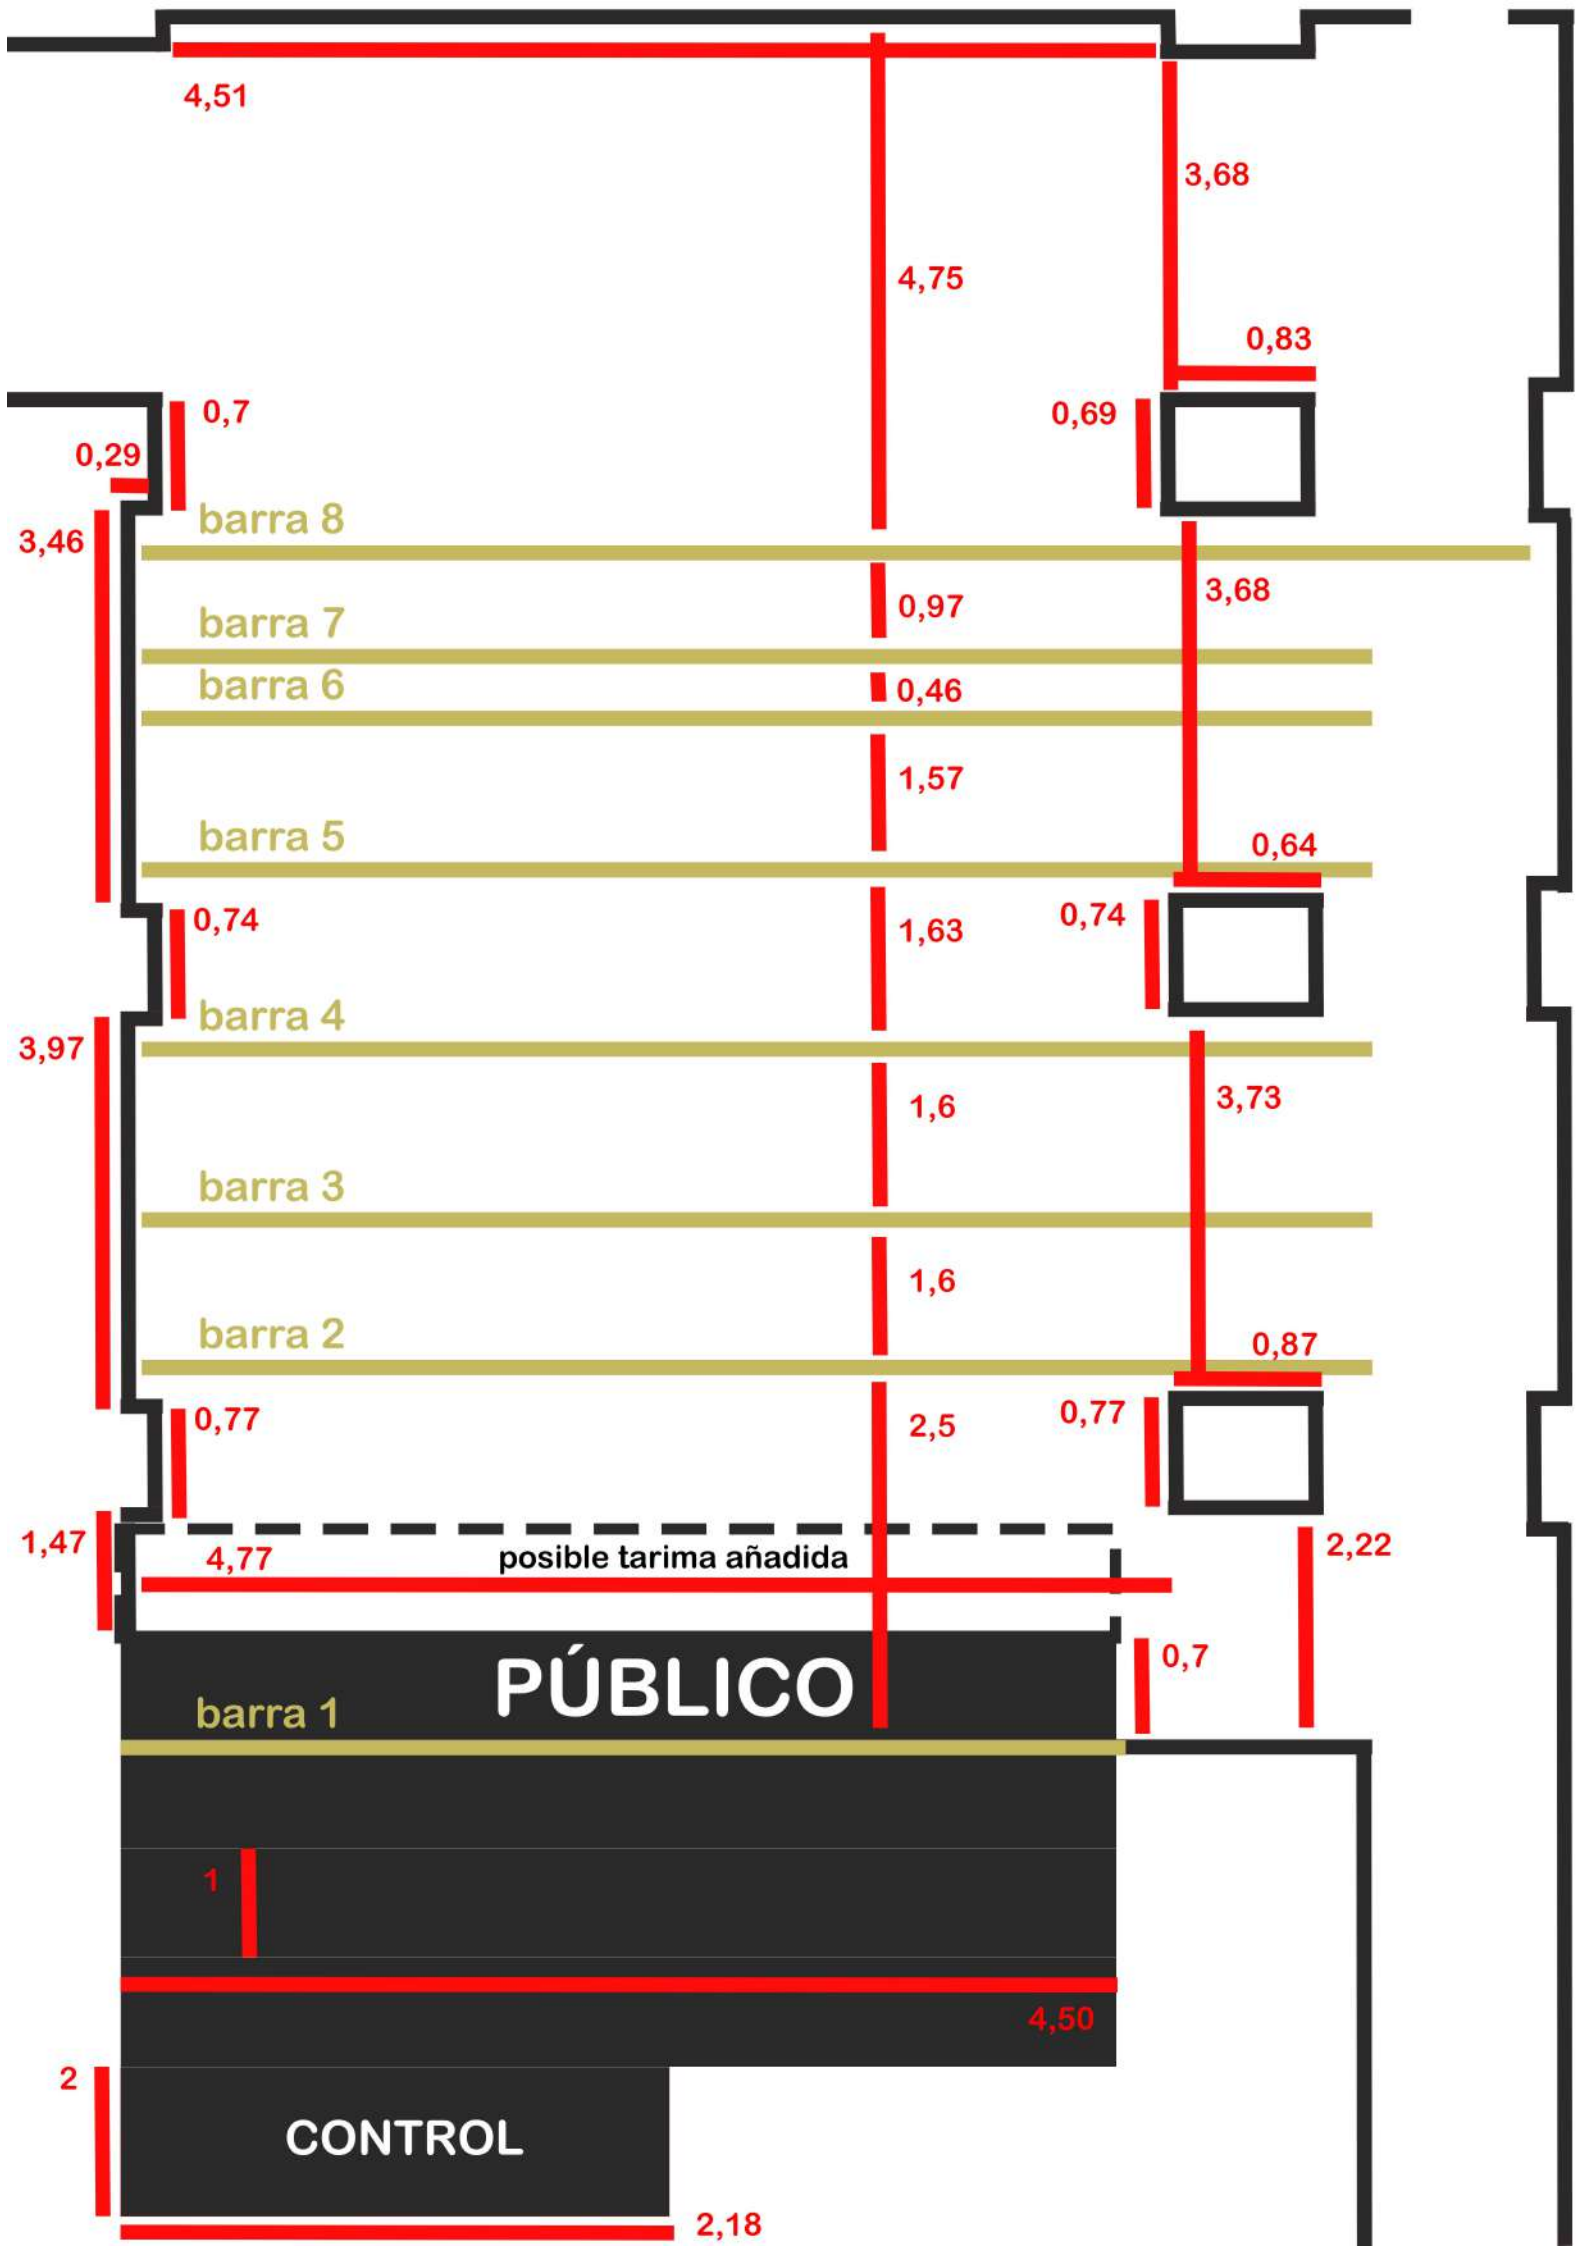 4,51
3,68
4,75
0,83
0,7
0,69
0,29
barra 8
3,46
3,68
0,97
barra 7
barra 6
0,46
1,57
barra 5
0,64
0,74
1,63
0,74
barra 4
3,97
1,6
3,73
barra 3
1,6
barra 2
0,87
0,77
2,5
0,77
1,47
4,77
posible tarima añadida
2,22
PÚBLICO
0,7
barra 1
1
4,50
2
CONTROL
2,18